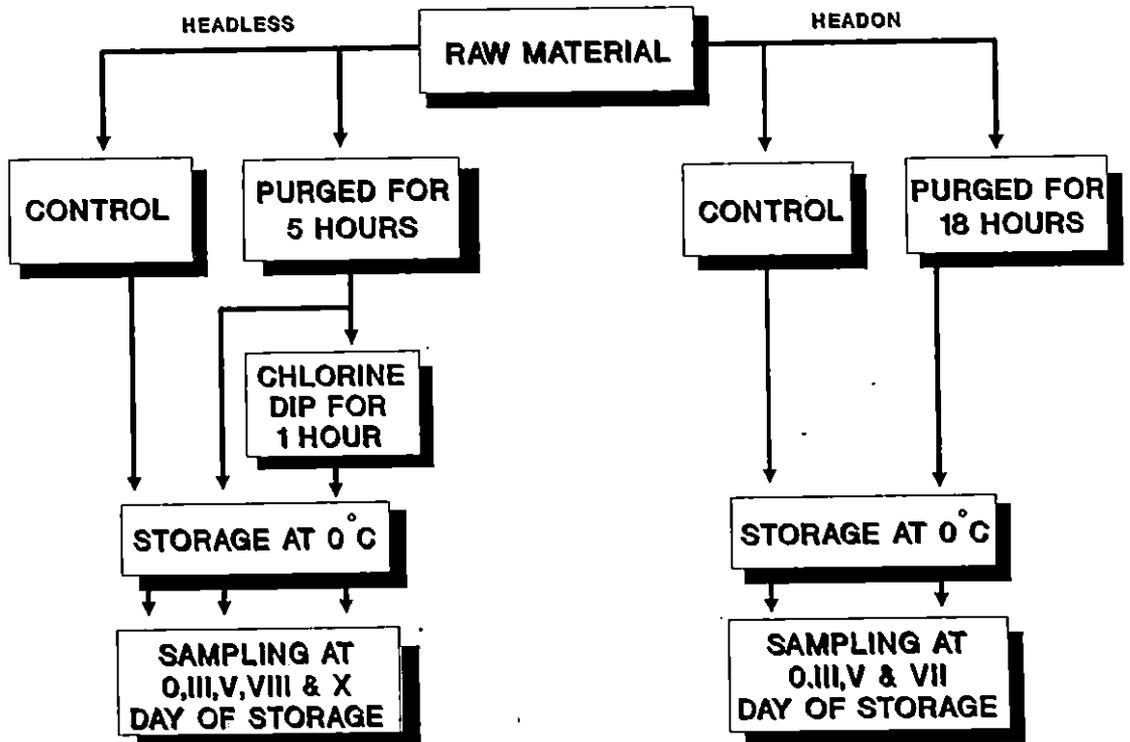 HEADLESS
RAW MATERIAL
HEADON
CONTROL
PURGED FOR
5 HOURS
CHLORINE
DIP FOR
1 HOUR
STORAGE AT 0°C
SAMPLING AT
0,III,V,VIII & X
DAY OF STORAGE
CONTROL
PURGED FOR
18 HOURS
STORAGE AT 0°C
SAMPLING AT
0.III,V & VII
DAY OF STORAGE